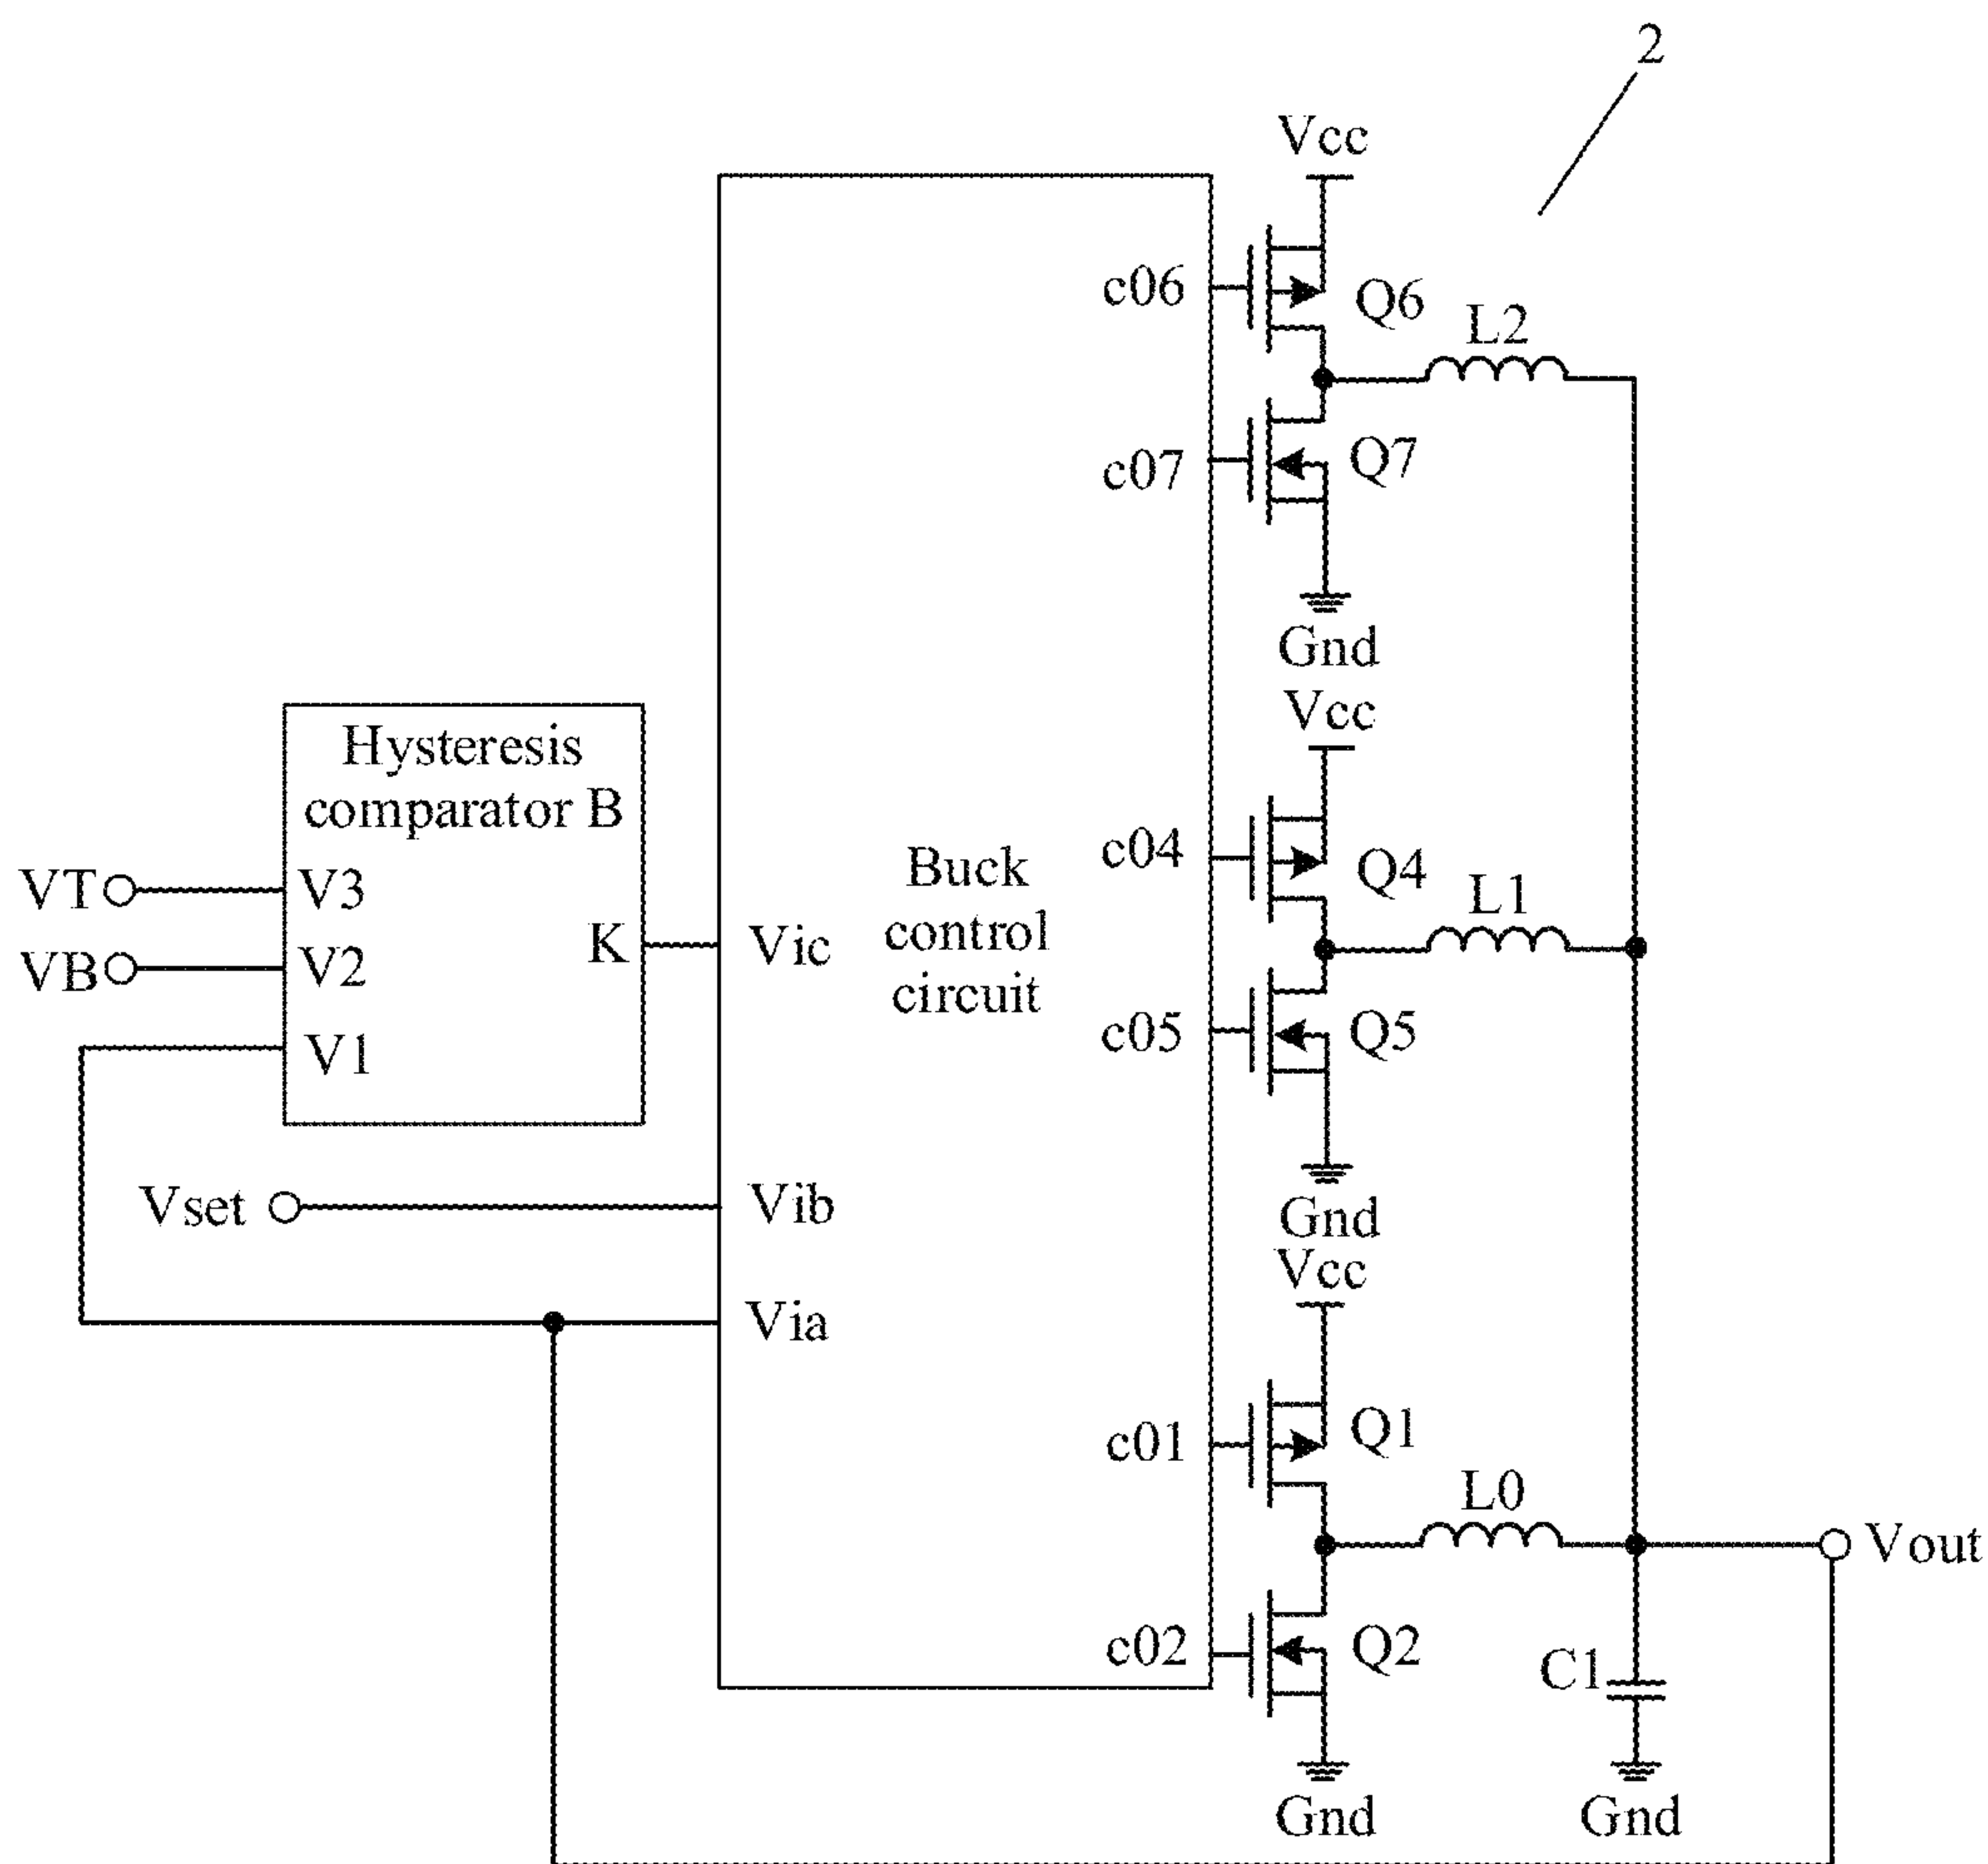 2
Vcc
c06
Q6
L2
c07
Q7
Gnd
Vcc
Hysteresis
comparator B
VT
V3
VB
V2
V1
K
Vic
Buck
control
circuit
c04
Q4
L1
c05
Q5
Gnd
Vcc
Vset
Vib
Via
c01
Q1
L0
Vout
c02
Q2
C1
Gnd
Gnd